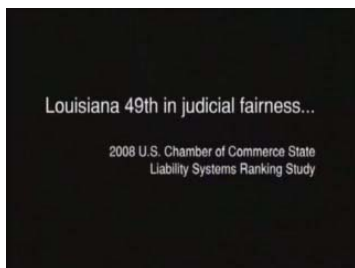 Louisiana 49th in judicial fairness...
2008 U.S. Chamber of Commerce State
Liability Systems Ranking Study